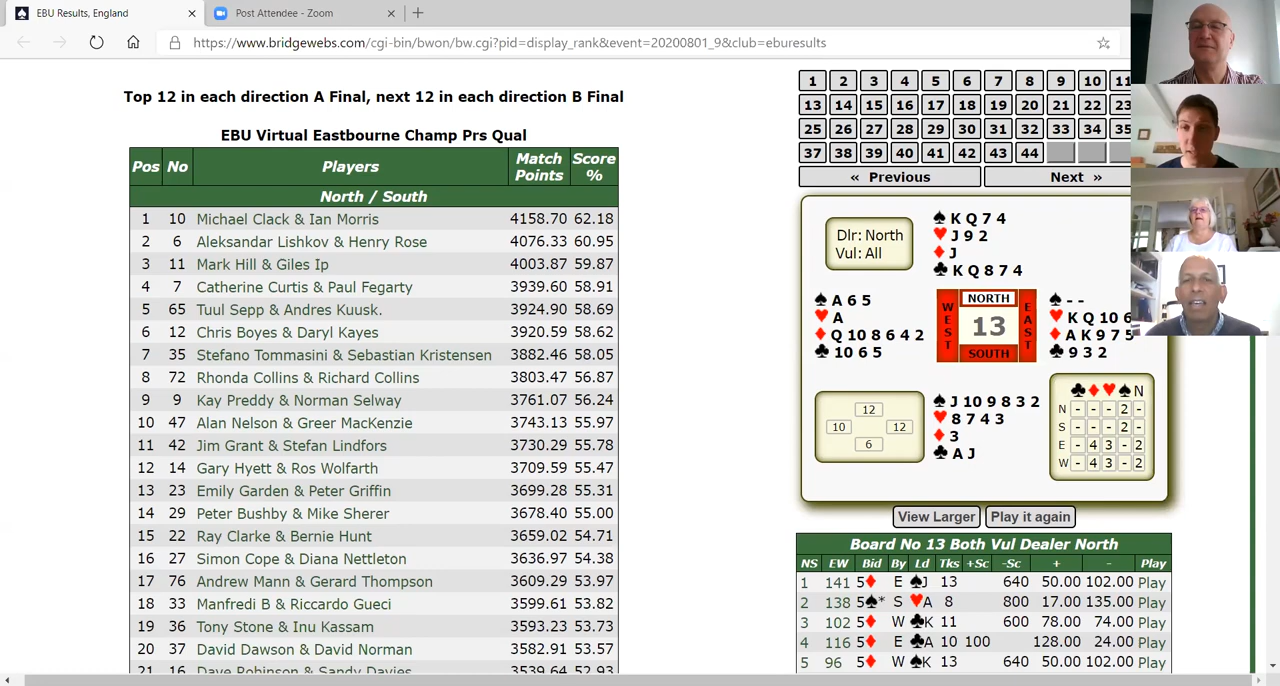 EBU Results, England
Post Attendee - Zoom
https://www.bridgewebs.com/cgi-bin/bwon/bw.cgi?pid=display_rank&event=20200801_9&club=eburesults
Top 12 in each direction A Final, next 12 in each direction B Final
EBU Virtual Eastbourne Champ Prs Qual
Pos No Players Match Points Score %
North / South
1 10 Michael Clack & Ian Morris 4158.70 62.18
2 6 Aleksandar Lishkov & Henry Rose 4076.33 60.95
3 11 Mark Hill & Giles Ip 4003.87 59.87
4 7 Catherine Curtis & Paul Fegarty 3939.60 58.91
5 65 Tuul Sepp & Andres Kuusk. 3924.90 58.69
6 12 Chris Royes & Daryl Kayes 3920.59 58.62
7 35 Stefano Tommasini & Sebastian Kristensen 3882.46 58.05
8 72 Rhonda Collins & Richard Collins 3803.47 56.87
9 9 Kay Preddy & Norman Selway 3761.07 56.24
10 47 Alan Nelson & Greer MacKenzie 3743.13 55.97
11 42 Jim Grant & Stefan Lindfors 3730.29 55.78
12 14 Gary Hyett & Ros Wolfarth 3709.59 55.47
13 23 Emily Garden & Peter Griffin 3699.28 55.31
14 29 Peter Bushby & Mike Sherer 3678.40 55.00
15 22 Ray Clarke & Bernie Hunt 3659.02 54.71
16 27 Simon Cope & Diana Nettleton 3636.97 54.38
17 76 Andrew Mann & Gerard Thompson 3609.29 53.97
18 33 Manfredi B & Riccardo Gueci 3599.61 53.82
19 36 Tony Stone & Inu Kassam 3593.23 53.73
20 37 David Dawson & David Norman 3582.91 53.57
21 16 Dave Robinson & Sandy Davies 3539.64 52.93
1 2 3 4 5 6 7 8 9 10 11
13 14 15 16 17 18 19 20 21 22 23
25 26 27 28 29 30 31 32 33 34 35
37 38 39 40 41 42 43 44
« Previous Next »
Dlr: North
Vul: All
♠ K Q 7 4
♥ J 9 2
♦ J
♣ K Q 8 7 4
♠ A 6 5
♥ A
♦ Q 10 8 6 4 2
♣ 10 6 5
NORTH
WEST 13 EAST
SOUTH
♠ - -
♥ K Q 10 6
♦ A K 9 7 5
♣ 9 3 2
12
10 12
6
♠ J 10 9 8 3 2
♥ 8 7 4 3
♦ 3
♣ A J
♣ ♦ ♥ ♠ N
N - - - 2 -
S - - - 2 -
E - 4 3 - 2
W - 4 3 - 2
View Larger Play it again
Board No 13 Both Vul Dealer North
NS EW Bid By Ld Tks +Sc -Sc + - Play
1 141 5♦ E ♠J 13 640 50.00 102.00 Play
2 138 5♠* S ♥A 8 800 17.00 135.00 Play
3 102 5♦ W ♣K 11 600 78.00 74.00 Play
4 116 5♦ E ♣A 10 100 128.00 24.00 Play
5 96 5♦ W ♠K 13 640 50.00 102.00 Play